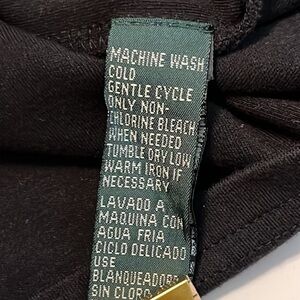 MACHINE WASH
COLD
GENTLE CYCLE
ONLY NON-
CHLORINE BLEACH
WHEN NEEDED
TUMBLE DRY LOW
WARM IRON IF
NECESSARY
LAVADO A
MAQUINA CON
AGUA FRIA
CICLO DELICADO
USE
BLANQUEADOR
SIN CLORO